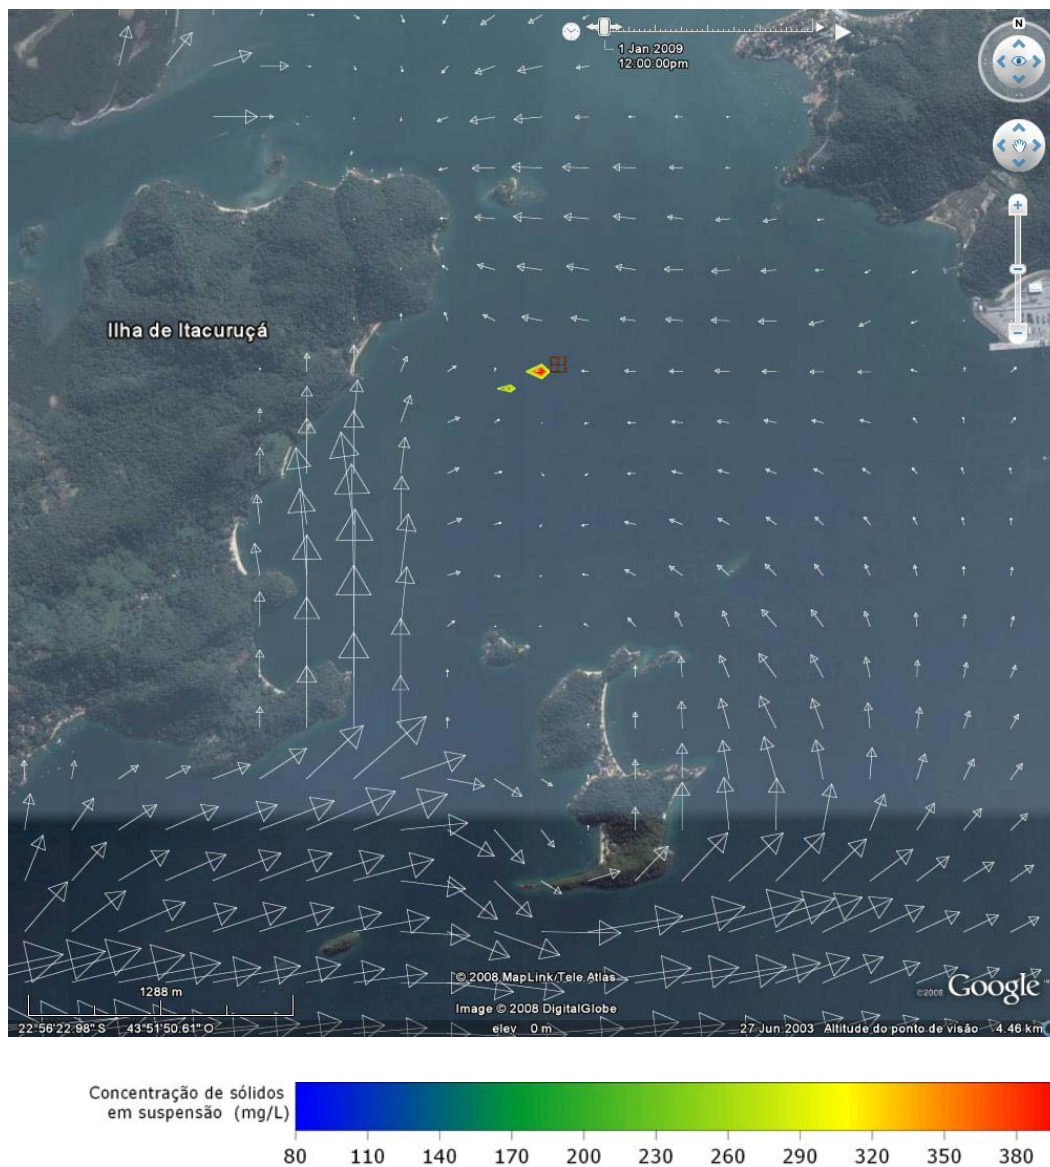 N
1 Jan 2009
12:00:00pm
Ilha de Itacuruçá
© 2008 MapLink/Tele Atlas
1288 m
Image © 2008 DigitalGlobe
©2008 Google
22°56'22.98" S 43°51'50.61" O
elev 0 m
27 Jun 2003 Altitude do ponto de visão 4.46 km
Concentração de sólidos
em suspensão (mg/L)
80 110 140 170 200 230 260 290 320 350 380